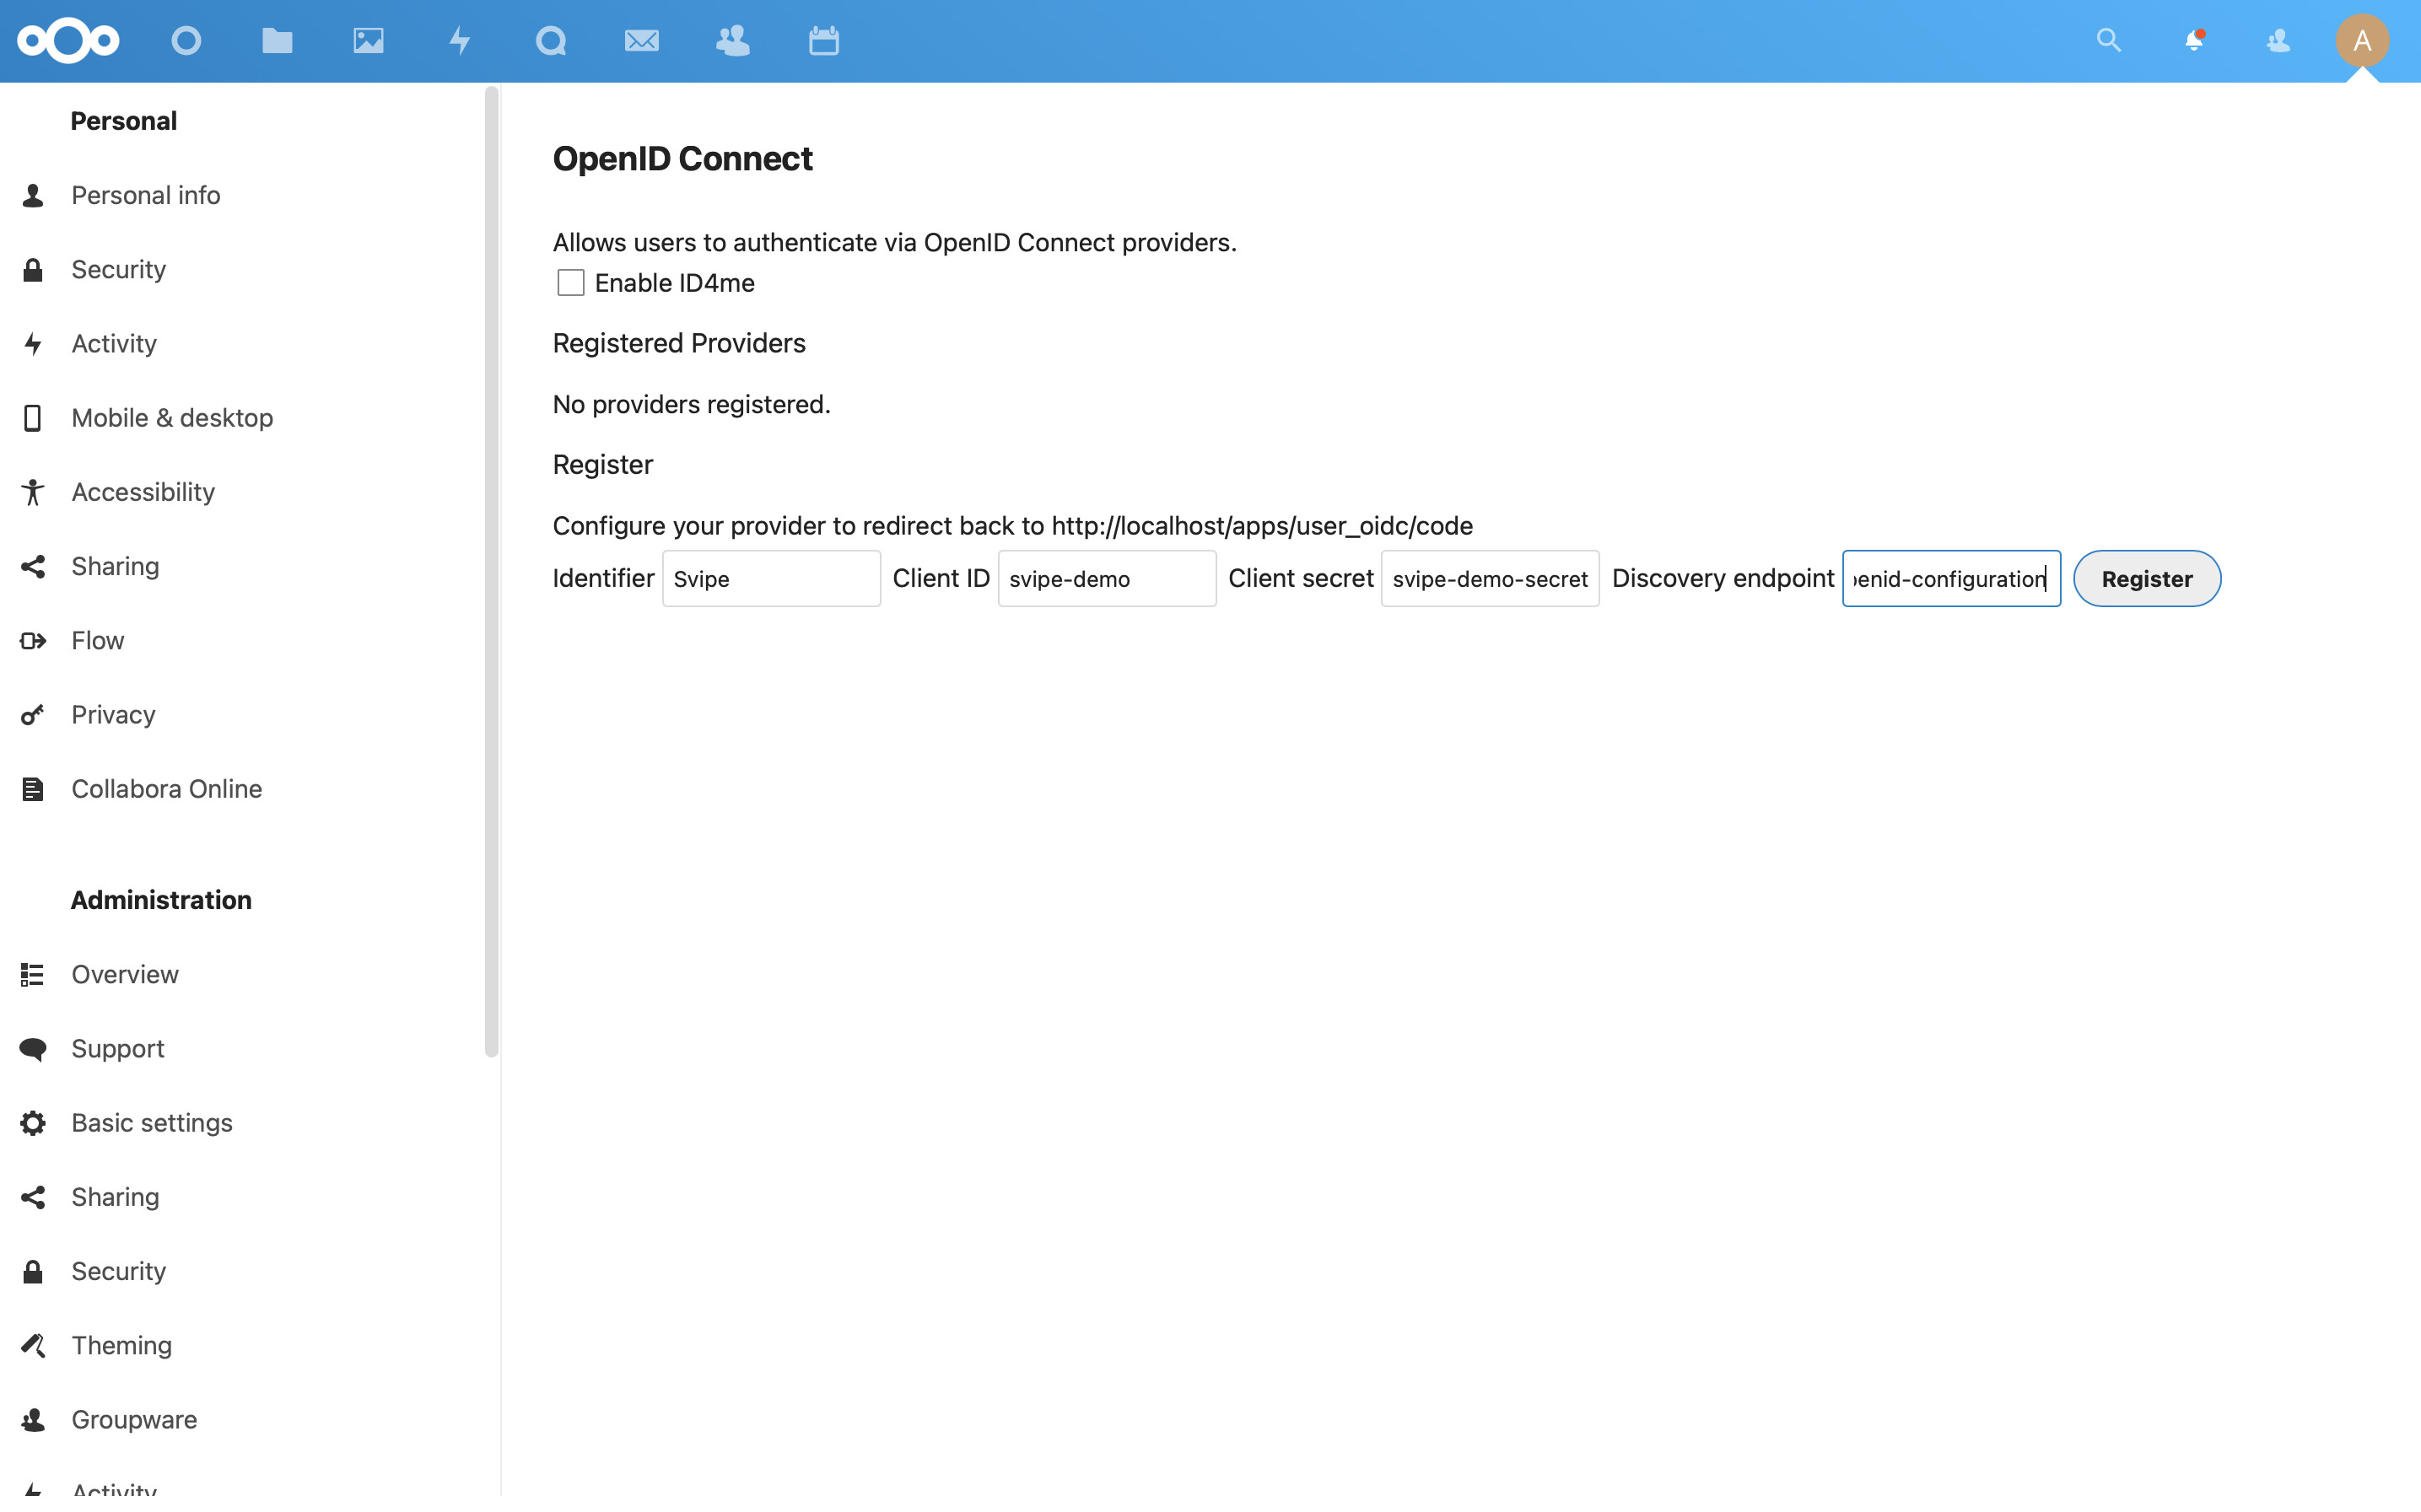 A
Personal
Personal info
Security
Activity
Mobile & desktop
Accessibility
Sharing
Flow
Privacy
Collabora Online
Administration
Overview
Support
Basic settings
Sharing
Security
Theming
Groupware
Activity
OpenID Connect
Allows users to authenticate via OpenID Connect providers.
Enable ID4me
Registered Providers
No providers registered.
Register
Configure your provider to redirect back to http://localhost/apps/user_oidc/code
Identifier Svipe Client ID svipe-demo Client secret svipe-demo-secret Discovery endpoint penid-configuration Register